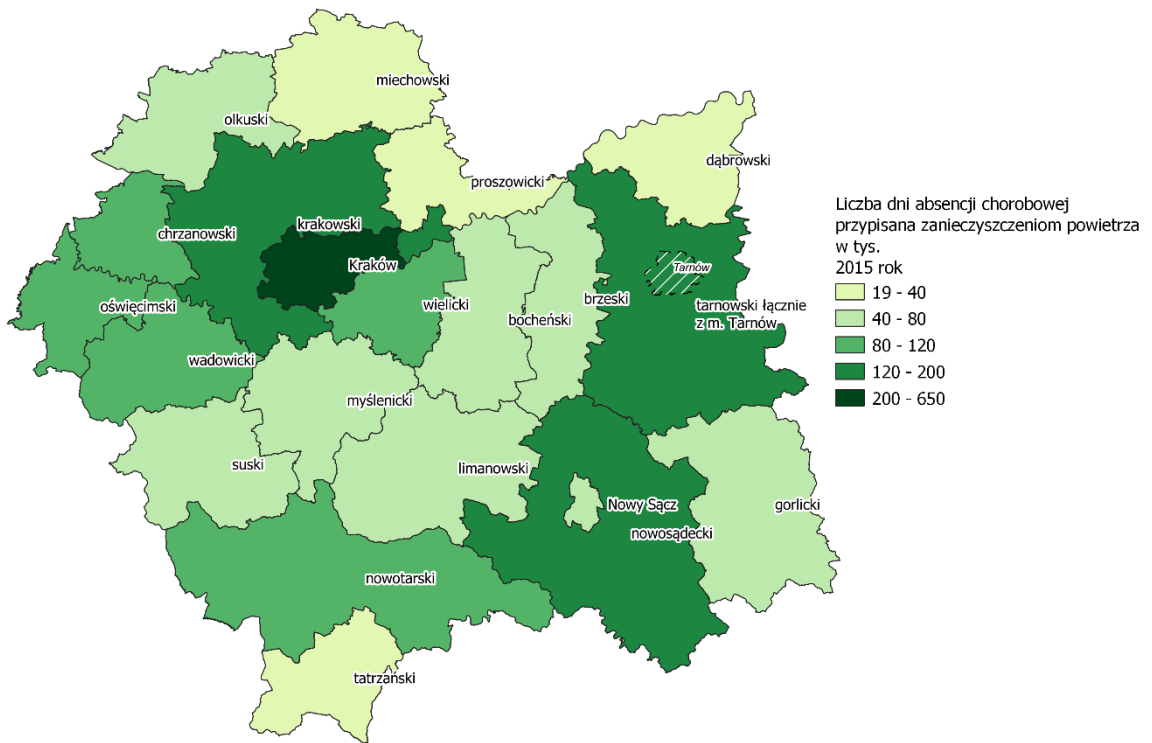 miechowski
olkuski
dąbrowski
proszowicki
Liczba dni absencji chorobowej
przypisana zanieczyszczeniom powietrza
w tys.
2015 rok
19 - 40
40 - 80
80 - 120
120 - 200
200 - 650
krakowski
chrzanowski
Kraków
Tarnów
oświęcimski
wielicki
bocheński
brzeski
tarnowski łącznie
z m. Tarnów
wadowicki
myślenicki
suski
limanowski
Nowy Sącz
gorlicki
nowosądecki
nowotarski
tatrzański